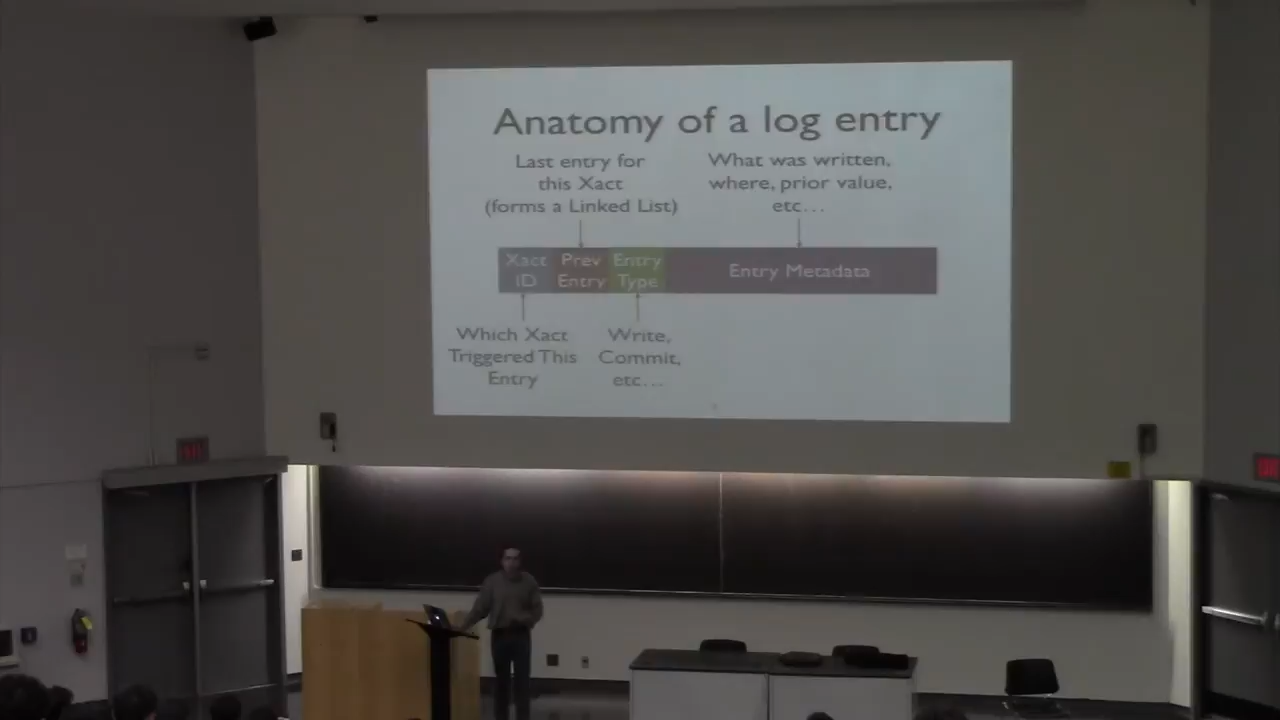 Anatomy of a log entry
Last entry for
this Xact
(forms a Linked List)
What was written,
where, prior value,
etc...
Xact
ID
Prev
Entry
Entry
Type
Entry Metadata
Which Xact
Triggered This
Entry
Write,
Commit,
etc....